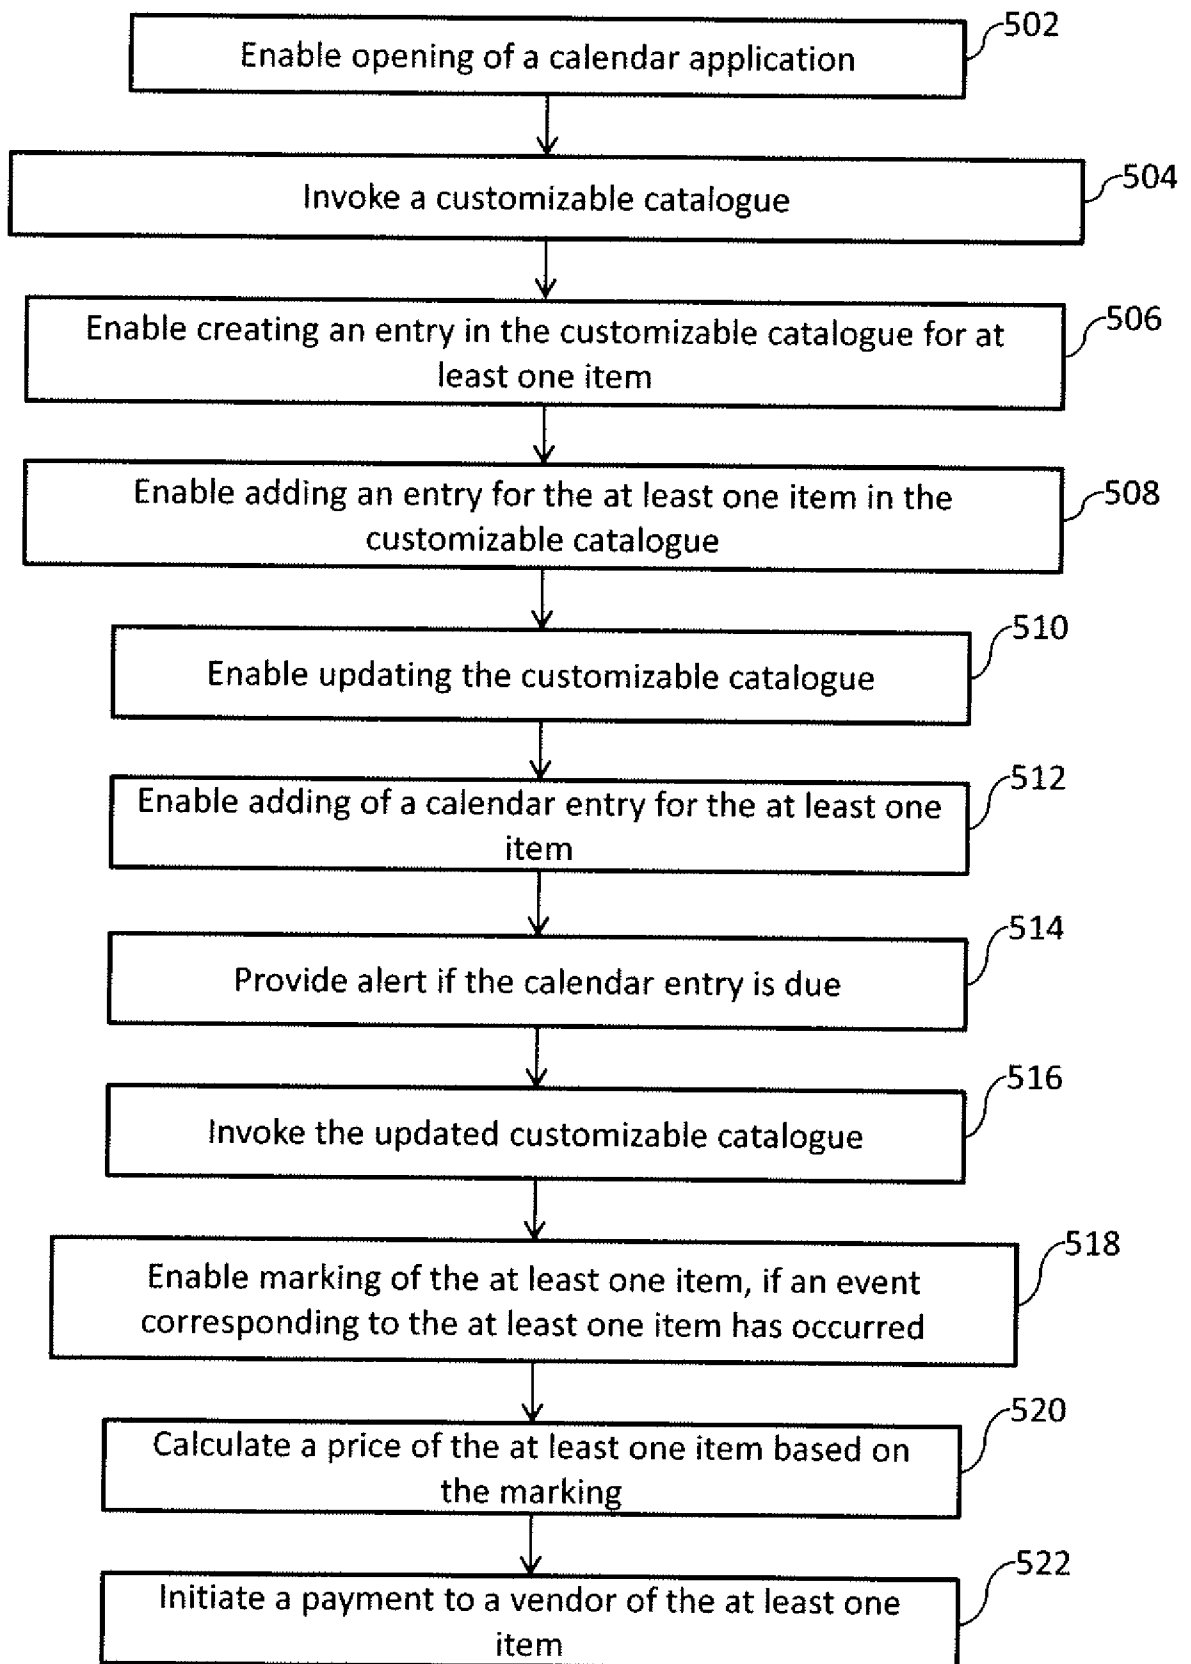 502
Enable opening of a calendar application
504
Invoke a customizable catalogue
506
Enable creating an entry in the customizable catalogue for at
least one item
508
Enable adding an entry for the at least one item in the
customizable catalogue
510
Enable updating the customizable catalogue
512
Enable adding of a calendar entry for the at least one
item
514
Provide alert if the calendar entry is due
516
Invoke the updated customizable catalogue
518
Enable marking of the at least one item, if an event
corresponding to the at least one item has occurred
520
Calculate a price of the at least one item based on
the marking
522
Initiate a payment to a vendor of the at least one
item